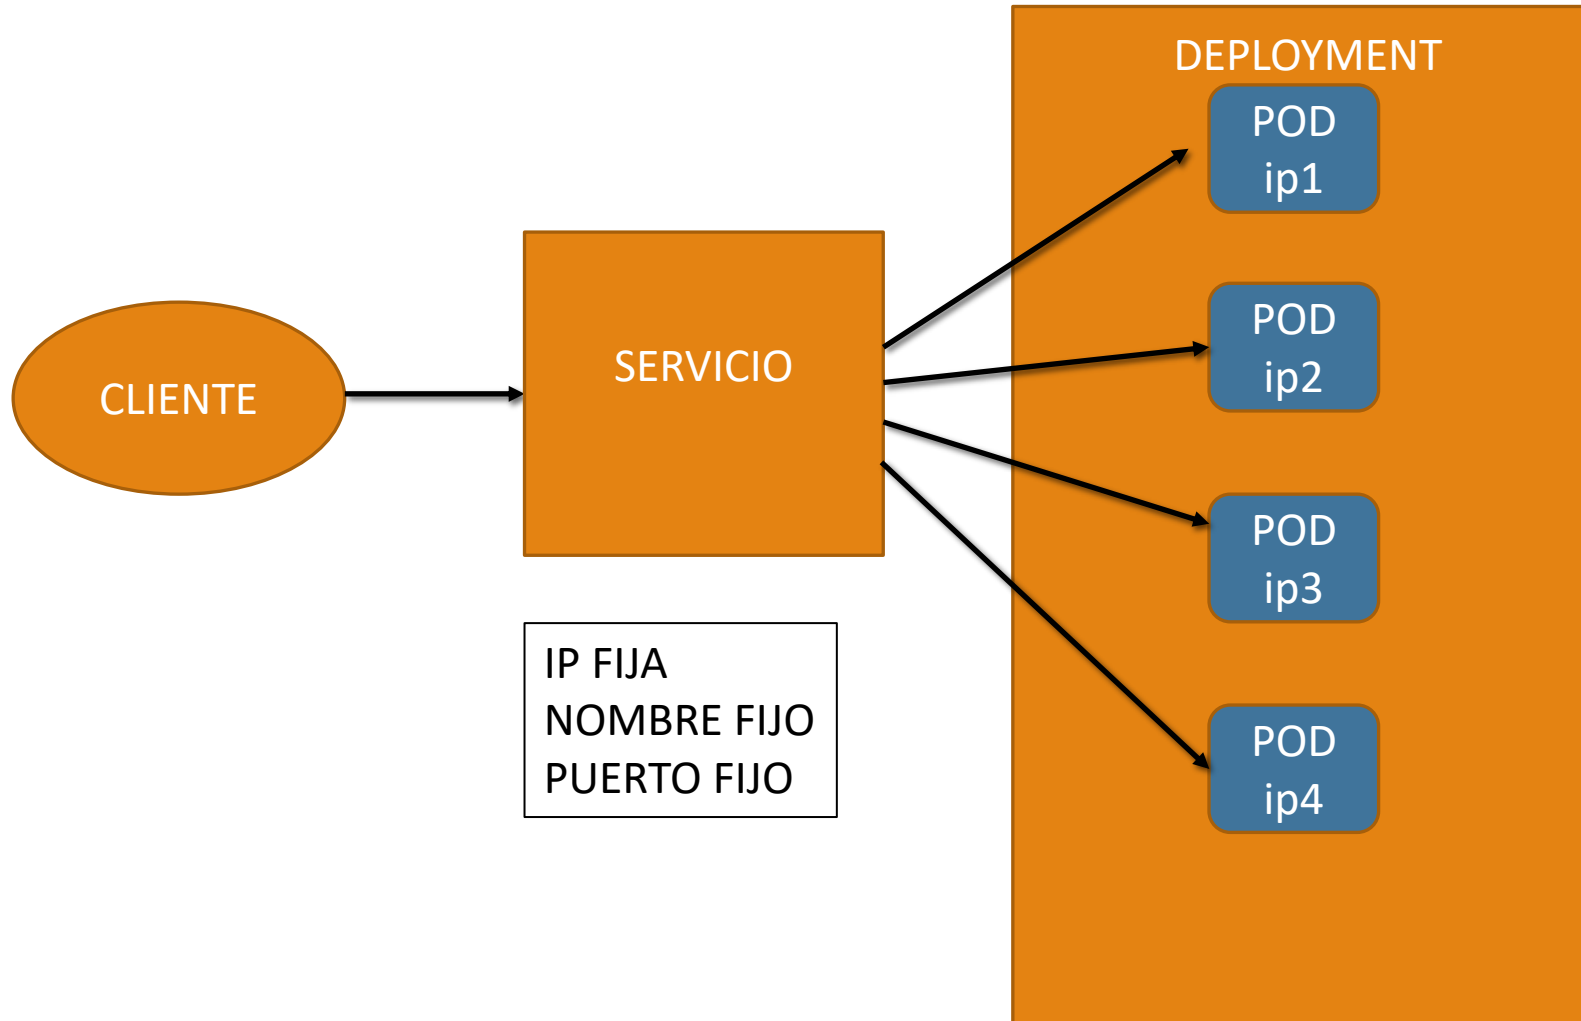 CLIENTE
SERVICIO
IP FIJA
NOMBRE FIJO
PUERTO FIJO
DEPLOYMENT
POD
ip1
POD
ip2
POD
ip3
POD
ip4